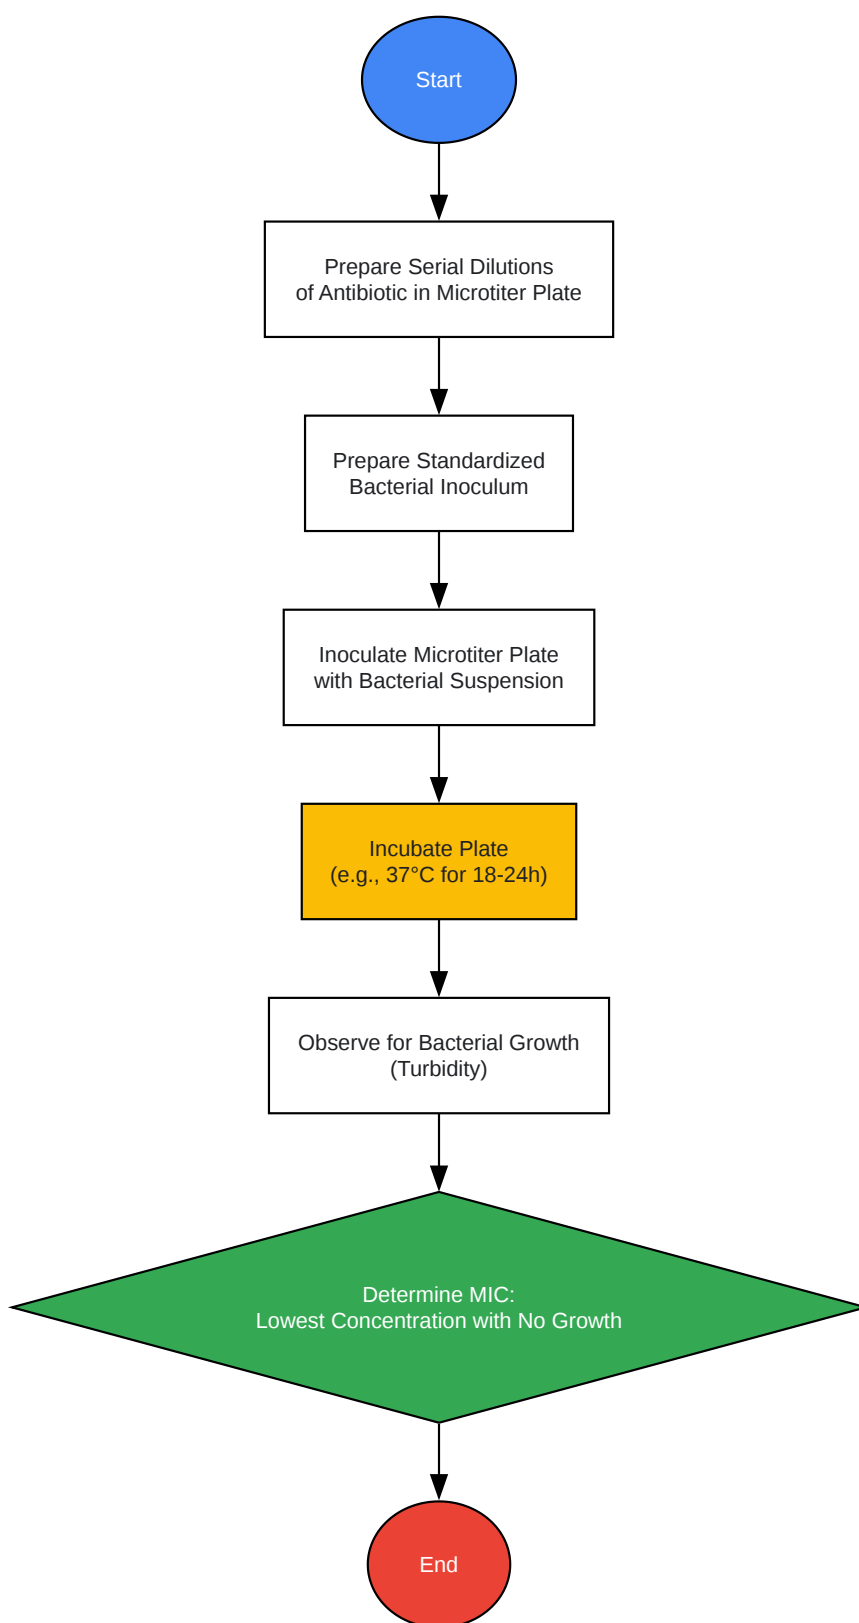 Start
Prepare Serial Dilutions
of Antibiotic in Microtiter Plate
Prepare Standardized
Bacterial Inoculum
Inoculate Microtiter Plate
with Bacterial Suspension
Incubate Plate
(e.g., 37°C for 18-24h)
Observe for Bacterial Growth
(Turbidity)
Determine MIC:
Lowest Concentration with No Growth
End